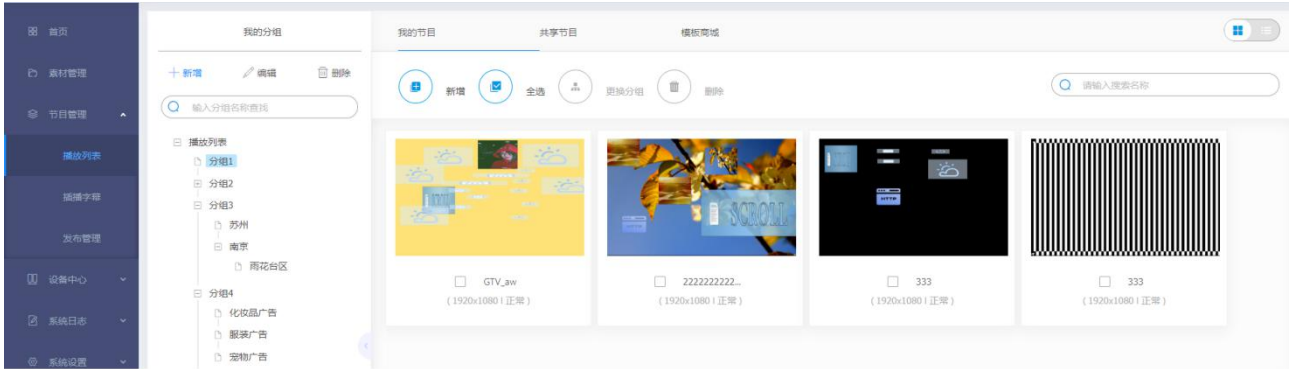 首页
素材管理
节目管理
播放列表
插播字幕
发布管理
设备中心
系统日志
系统设置
我的分组
新增 编辑 删除
输入分组名称查找
播放列表
分组1
分组2
分组3
苏州
南京
雨花台区
分组4
化妆品广告
服装广告
宠物广告
我的节目 共享节目 模板商城
新增 全选 更换分组 删除
请输入搜索名称
SCROLL
HTTP
GTV_aw
(1920x1080 | 正常)
2222222222...
(1920x1080 | 正常)
333
(1920x1080 | 正常)
333
(1920x1080 | 正常)